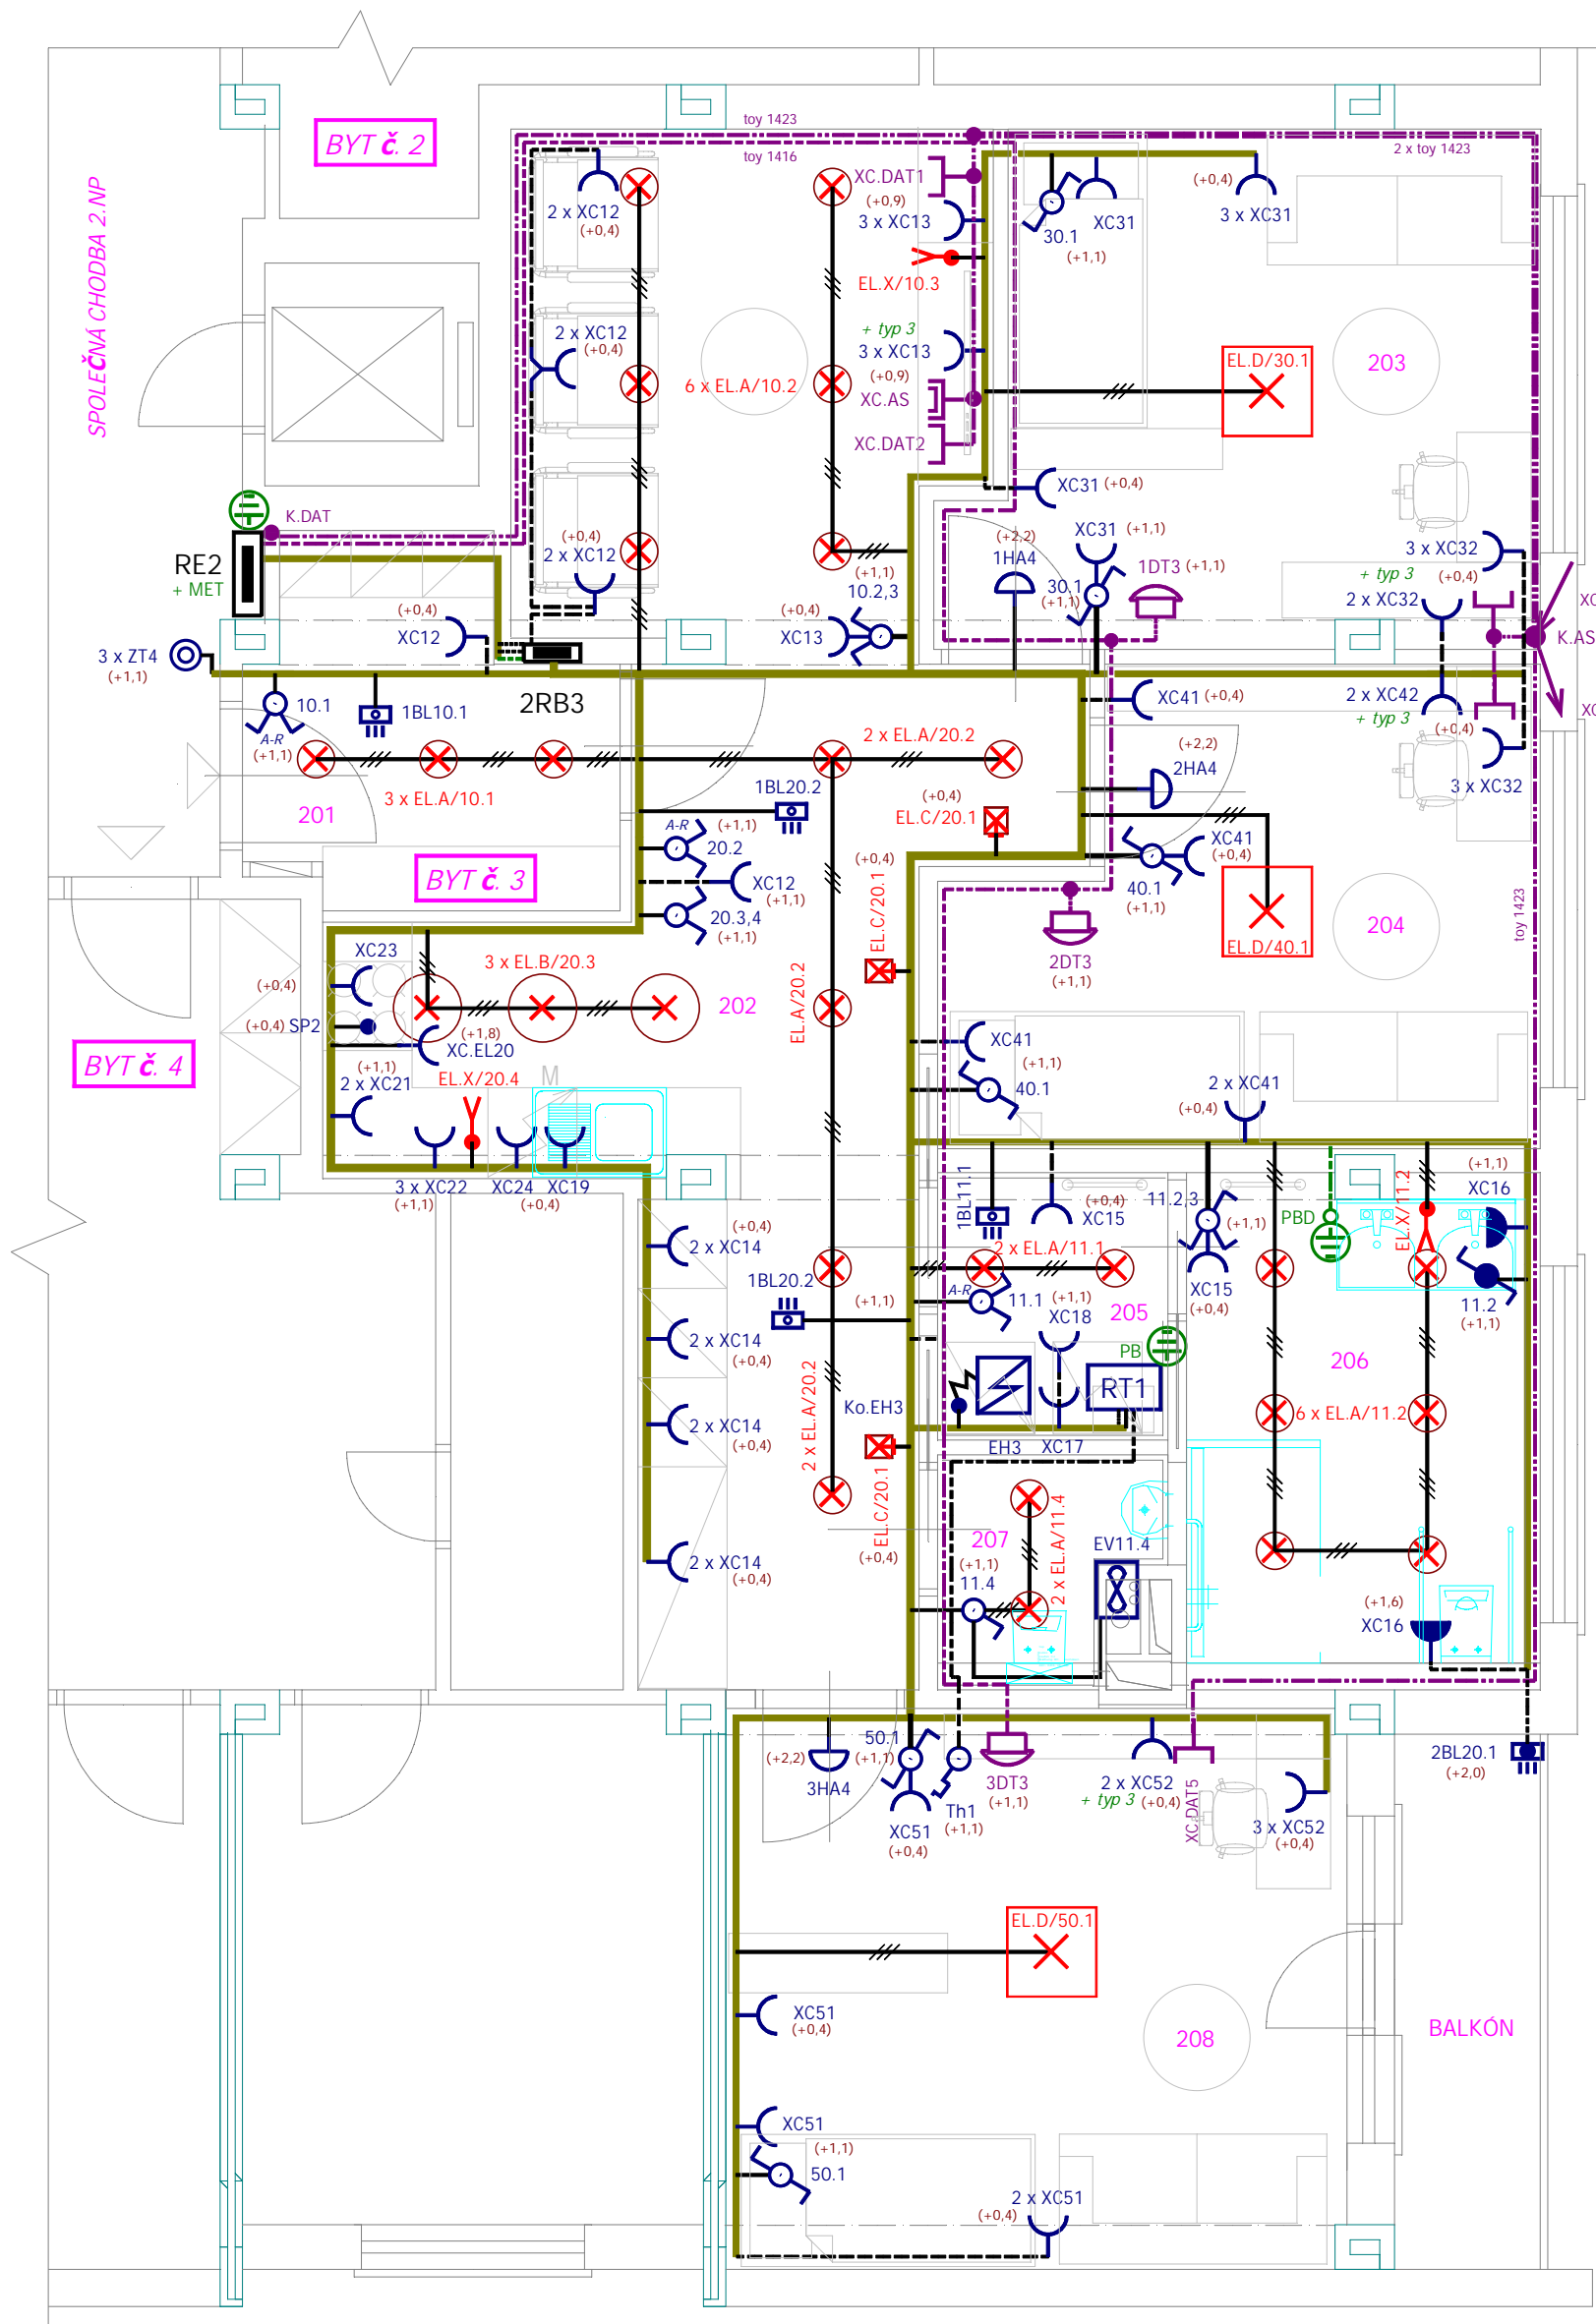 toy 1423
BYT č. 2
toy 1416
2 x toy 1423
SPOLEČNÁ CHODBA 2.NP
XC.DAT1
(+0,9)
3 x XC13
2 x XC12
(+0,4)
(+0,4)
3 x XC31
XC31
30.1
(+1,1)
EL.X/10.3
+ typ 3
3 x XC13
(+0,9)
2 x XC12
(+0,4)
EL.D/30.1
203
6 x EL.A/10.2
XC.AS
XC.DAT2
XC31 (+0,4)
K.DAT
RE2
+ MET
(+0,4)
2 x XC12
(+2,2)
1HA4
XC31 (+1,1)
30.1
(+1,1)
1DT3 (+1,1)
3 x XC32
+ typ 3
(+0,4)
2 x XC32
(+1,1)
10.2,3
(+0,4)
XC12
(+0,4)
XC13
XC
K.AS
3 x ZT4
(+1,1)
10.1
A-R
(+1,1)
1BL10.1
2RB3
XC41 (+0,4)
2 x XC42
+ typ 3
(+0,4)
XC
2 x EL.A/20.2
(+2,2)
2HA4
3 x XC32
3 x EL.A/10.1
201
1BL20.2
(+0,4)
EL.C/20.1
A-R
(+1,1)
20.2
XC41
(+0,4)
BYT č. 3
XC12
(+1,1)
20.3,4
(+1,1)
(+0,4)
EL.C/20.1
40.1
(+1,1)
EL.D/40.1
204
toy 1423
XC23
(+0,4)
3 x EL.B/20.3
202
2DT3
(+1,1)
EL.A/20.2
(+0,4) SP2
(+1,8)
XC.EL20
BYT č. 4
(+1,1)
2 x XC21
EL.X/20.4
M
XC41
(+1,1)
40.1
2 x XC41
(+0,4)
3 x XC22
(+1,1)
XC24
XC19
(+0,4)
1BL11.1
(+0,4)
XC15
11.2,3
(+1,1)
PBD
EL.X/11.2
(+1,1)
XC16
(+0,4)
2 x XC14
2 x EL.A/11.1
1BL20.2
(+1,1)
A-R
11.1
(+1,1)
XC18
205
XC15
(+0,4)
11.2
(+1,1)
2 x XC14
(+0,4)
PB
206
2 x EL.A/20.2
Ko.EH3
RT1
6 x EL.A/11.2
2 x XC14
(+0,4)
EH3
XC17
EL.C/20.1
(+0,4)
207
2 x EL.A/11.4
EV11.4
(+1,1)
11.4
2 x XC14
(+0,4)
(+1,6)
XC16
50.1
(+1,1)
(+2,2)
3HA4
XC51
(+0,4)
Th1
(+1,1)
3DT3
(+1,1)
2 x XC52
+ typ 3 (+0,4)
XC.DAT5
3 x XC52
(+0,4)
2BL20.1
(+2,0)
EL.D/50.1
XC51
(+0,4)
208
BALKÓN
XC51
(+1,1)
50.1
2 x XC51
(+0,4)